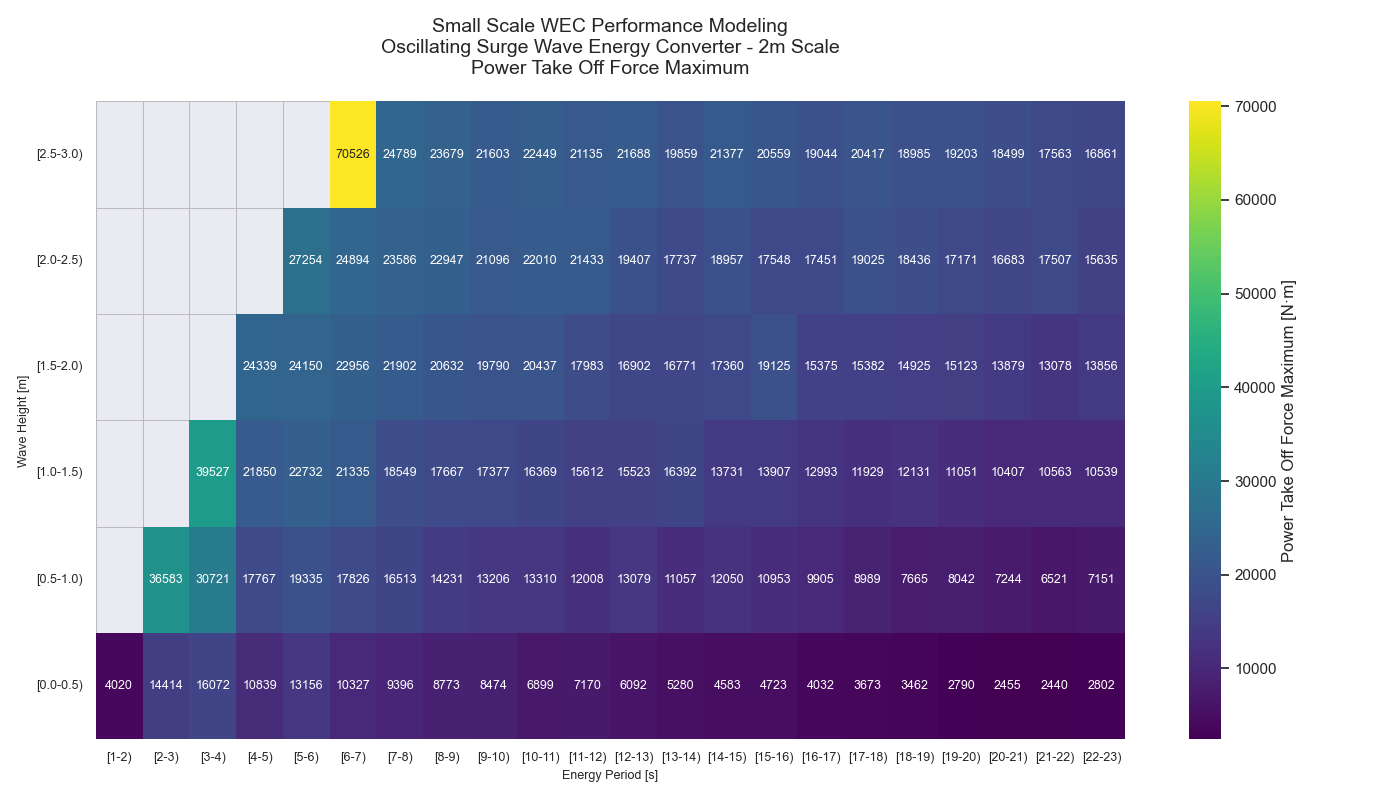 Small Scale WEC Performance Modeling
Oscillating Surge Wave Energy Converter - 2m Scale
Power Take Off Force Maximum
Wave Height [m]
[2.5-3.0) 70526 24789 23679 21603 22449 21135 21688 19859 21377 20559 19044 20417 18985 19203 18499 17563 16861
[2.0-2.5) 27254 24894 23586 22947 21096 22010 21433 19407 17737 18957 17548 17451 19025 18436 17171 16683 17507 15635
[1.5-2.0) 24339 24150 22956 21902 20632 19790 20437 17983 16902 16771 17360 19125 15375 15382 14925 15123 13879 13078 13856
[1.0-1.5) 39527 21850 22732 21335 18549 17667 17377 16369 15612 15523 16392 13731 13907 12993 11929 12131 11051 10407 10563 10539
[0.5-1.0) 36583 30721 17767 19335 17826 16513 14231 13206 13310 12008 13079 11057 12050 10953 9905 8989 7665 8042 7244 6521 7151
[0.0-0.5) 4020 14414 16072 10839 13156 10327 9396 8773 8474 6899 7170 6092 5280 4583 4723 4032 3673 3462 2790 2455 2440 2802
[1-2) [2-3) [3-4) [4-5) [5-6) [6-7) [7-8) [8-9) [9-10) [10-11) [11-12) [12-13) [13-14) [14-15) [15-16) [16-17) [17-18) [18-19) [19-20) [20-21) [21-22) [22-23)
Energy Period [s]
70000
60000
50000
40000
30000
20000
10000
Power Take Off Force Maximum [N·m]